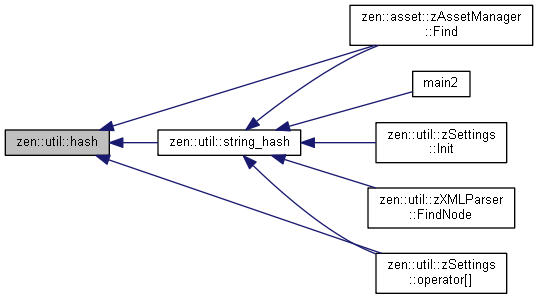 zen::asset::zAssetManager
::Find
main2
zen::util::hash
zen::util::string_hash
zen::util::zSettings
::Init
zen::util::zXMLParser
::FindNode
zen::util::zSettings
::operator[]